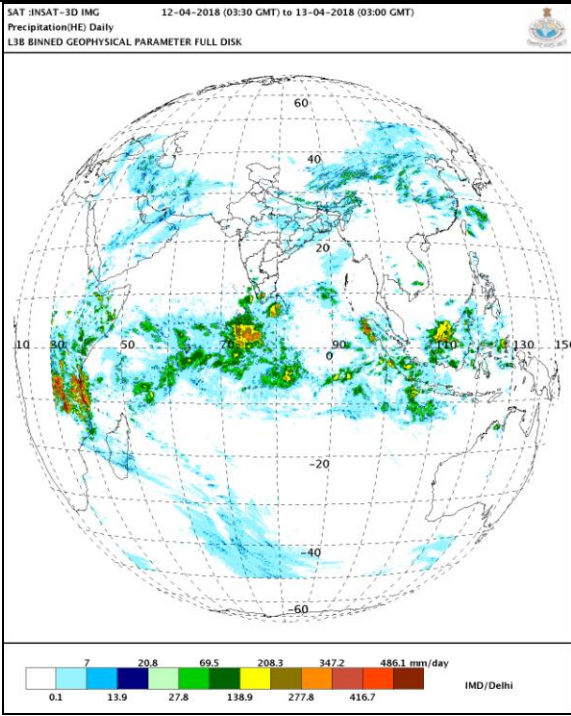 SAT :INSAT-3D IMG 12-04-2018 (03:30 GMT) to 13-04-2018 (03:00 GMT)
Precipitation(HE) Daily
L3B BINNED GEOPHYSICAL PARAMETER FULL DISK
60
40
20
10 30 50 70 90 0 110 130 150
-20
-40
-60
7 20.8 69.5 208.3 347.2 486.1 mm/day
0.1 13.9 27.8 138.9 277.8 416.7
IMD/Delhi